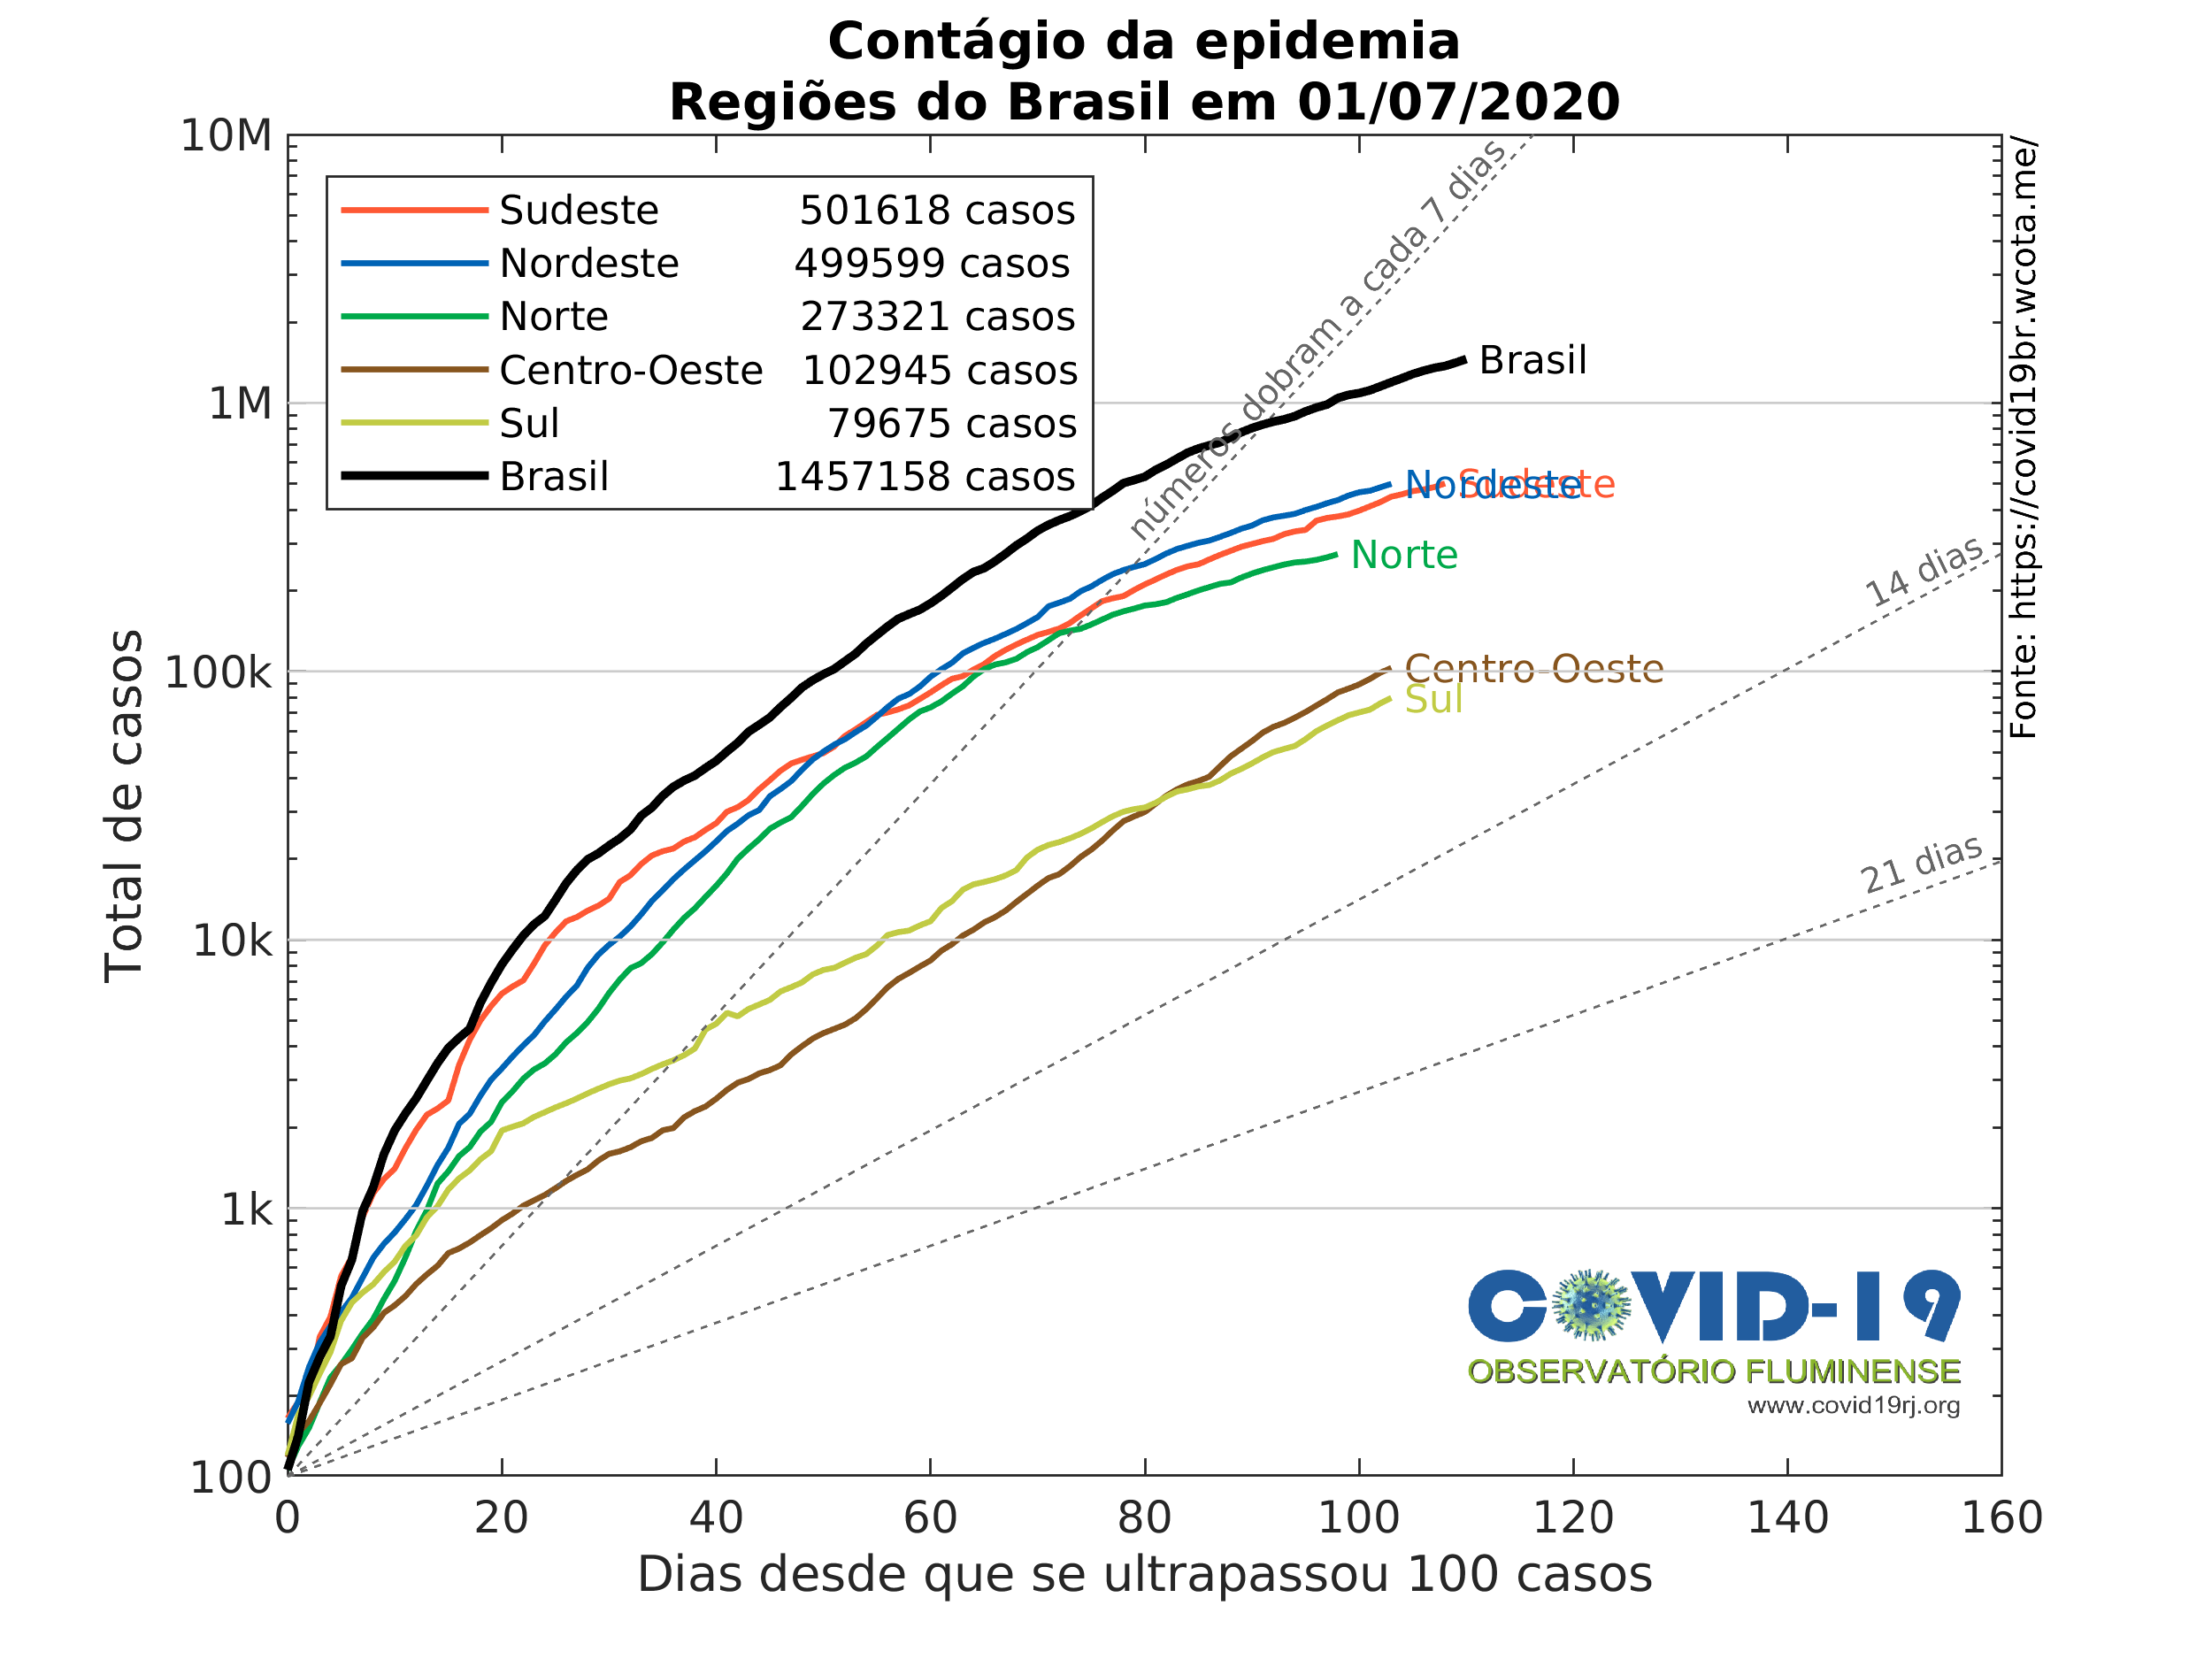 Contágio da epidemia
Regiões do Brasil em 01/07/2020
10M
1M
100k
10k
1k
100
Total de casos
Sudeste 501618 casos
Nordeste 499599 casos
Norte 273321 casos
Centro-Oeste 102945 casos
Sul 79675 casos
Brasil 1457158 casos
números dobram a cada 7 dias
14 dias
21 dias
Brasil
Nordeste
Sudeste
Norte
Centro-Oeste
Sul
Fonte: https://covid19br.wcota.me/
COVID-19
OBSERVATÓRIO FLUMINENSE
www.covid19rj.org
0 20 40 60 80 100 120 140 160
Dias desde que se ultrapassou 100 casos